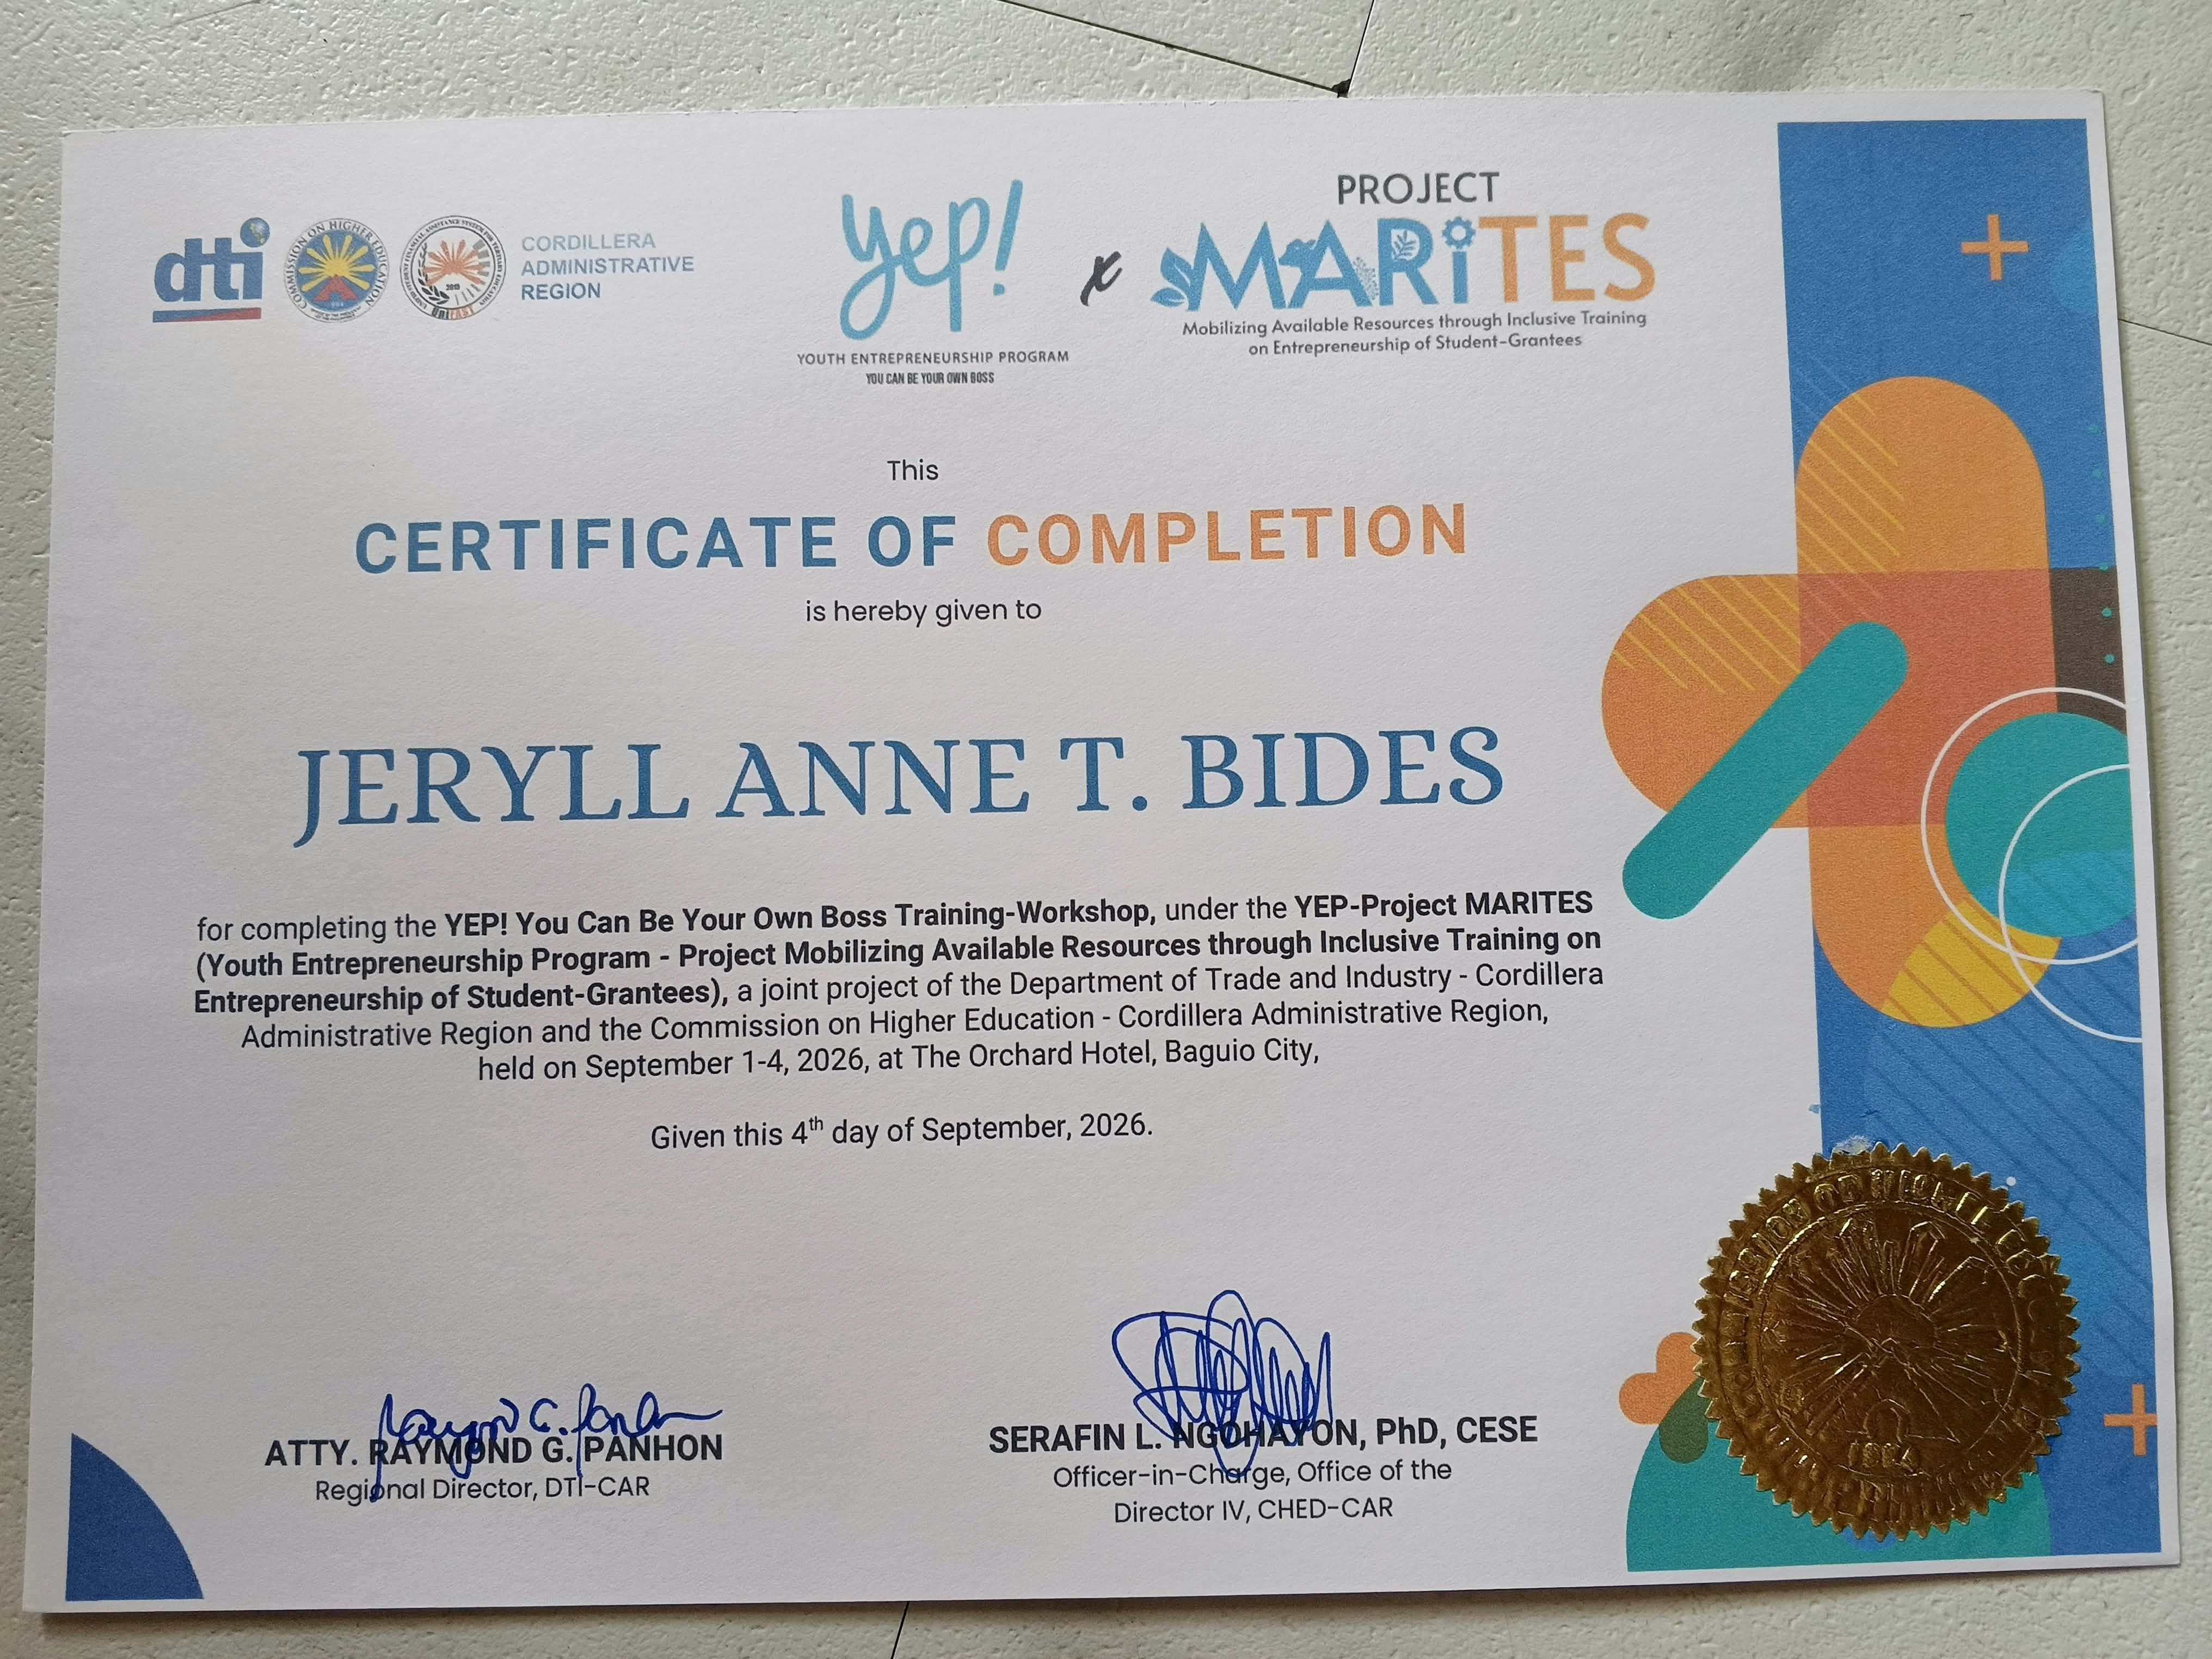 dti
COMMISSION ON HIGHER EDUCATION
UniFAST
CORDILLERA
ADMINISTRATIVE
REGION
yep!
YOUTH ENTREPRENEURSHIP PROGRAM
YOU CAN BE YOUR OWN BOSS
x
PROJECT
MARiTES
Mobilizing Available Resources through Inclusive Training
on Entrepreneurship of Student-Grantees
This
CERTIFICATE OF COMPLETION
is hereby given to
JERYLL ANNE T. BIDES
for completing the YEP! You Can Be Your Own Boss Training-Workshop, under the YEP-Project MARITES
(Youth Entrepreneurship Program - Project Mobilizing Available Resources through Inclusive Training on
Entrepreneurship of Student-Grantees), a joint project of the Department of Trade and Industry - Cordillera
Administrative Region and the Commission on Higher Education - Cordillera Administrative Region,
held on September 1-4, 2026, at The Orchard Hotel, Baguio City,
Given this 4th day of September, 2026.
ATTY. RAYMOND G. PANHON
Regional Director, DTI-CAR
SERAFIN L. NGOHAYON, PhD, CESE
Officer-in-Charge, Office of the
Director IV, CHED-CAR